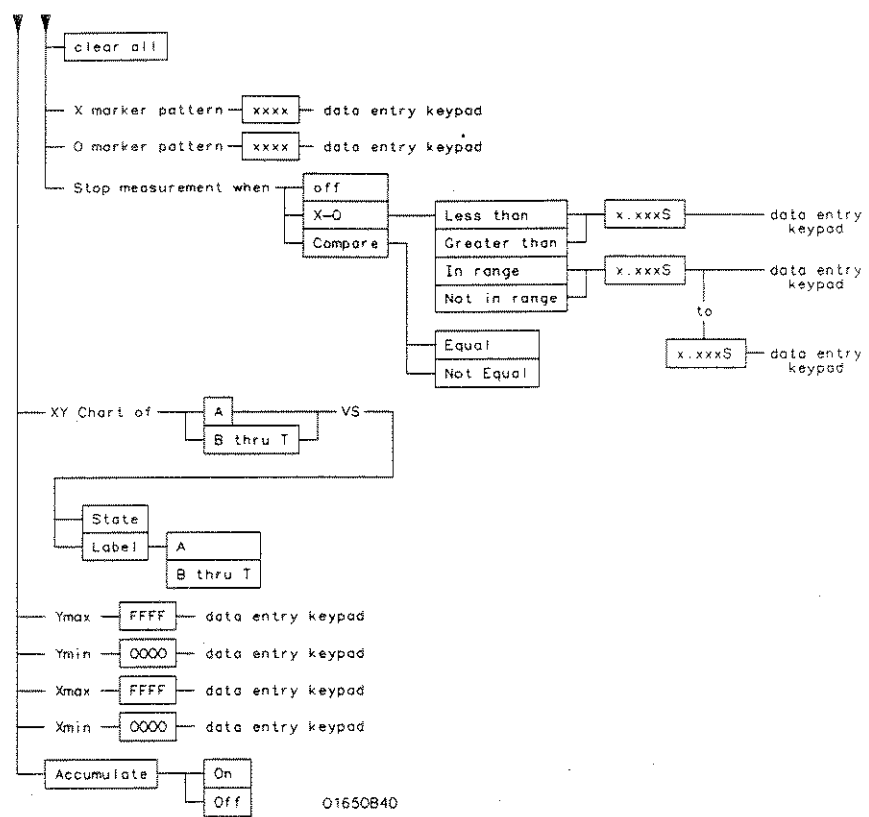 clear all
X marker pattern xxxx data entry keypad
O marker pattern xxxx data entry keypad
Stop measurement when
off
X-O
Compare
Less than
Greater than
x.xxxS
data entry
keypad
In range
Not in range
x.xxxS
data entry
keypad
to
x.xxxS
data entry
keypad
Equal
Not Equal
XY Chart of
A
B thru T
VS
State
Label
A
B thru T
Ymax FFFF data entry keypad
Ymin 0000 data entry keypad
Xmax FFFF data entry keypad
Xmin 0000 data entry keypad
Accumulate
On
Off
01650B40